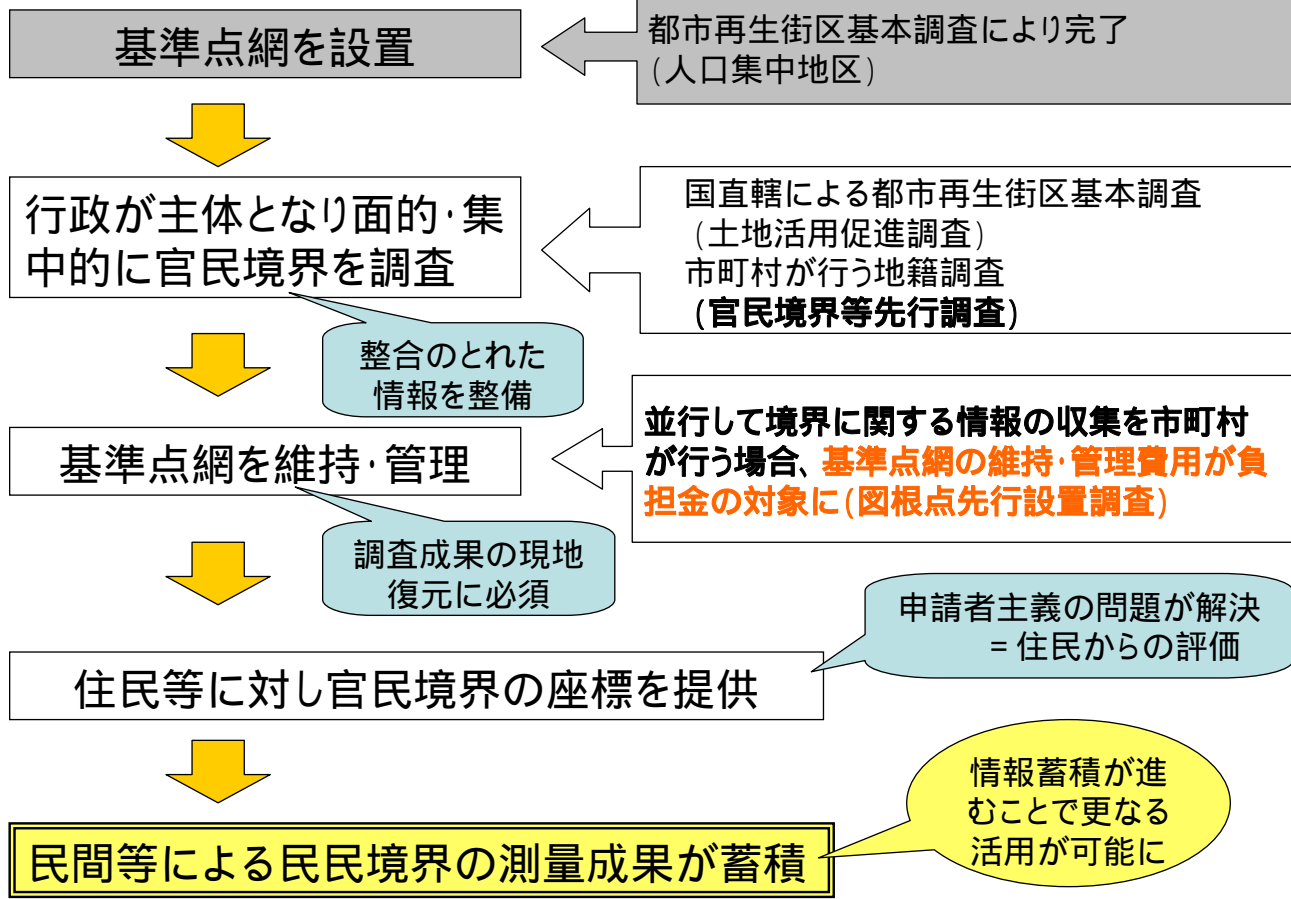 基準点網を設置
都市再生街区基本調査により完了
(人口集中地区)
行政が主体となり面的・集
中的に官民境界を調査
国直轄による都市再生街区基本調査
(土地活用促進調査)
市町村が行う地籍調査
(官民境界等先行調査)
整合のとれた
情報を整備
基準点網を維持・管理
並行して境界に関する情報の収集を市町村
が行う場合、基準点網の維持・管理費用が負
担金の対象に(図根点先行設置調査)
調査成果の現地
復元に必須
申請者主義の問題が解決
=住民からの評価
住民等に対し官民境界の座標を提供
情報蓄積が進
むことで更なる
活用が可能に
民間等による民民境界の測量成果が蓄積